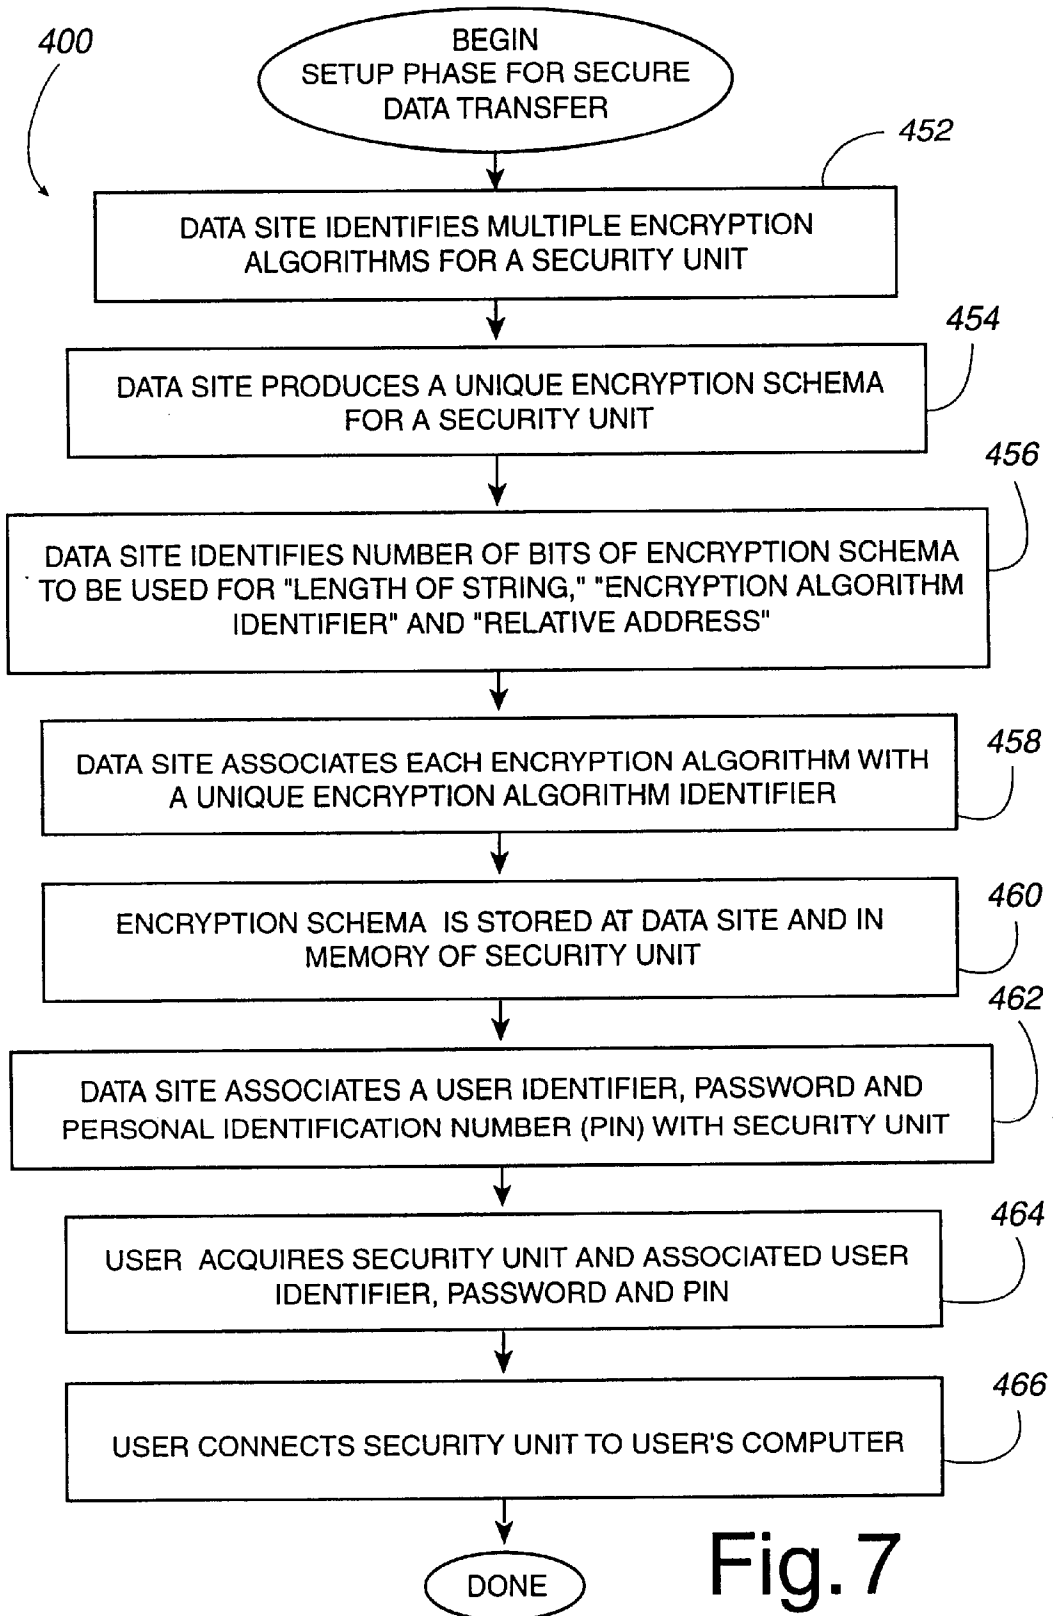 400
BEGIN
SETUP PHASE FOR SECURE
DATA TRANSFER
452
DATA SITE IDENTIFIES MULTIPLE ENCRYPTION
ALGORITHMS FOR A SECURITY UNIT
454
DATA SITE PRODUCES A UNIQUE ENCRYPTION SCHEMA
FOR A SECURITY UNIT
456
DATA SITE IDENTIFIES NUMBER OF BITS OF ENCRYPTION SCHEMA
TO BE USED FOR "LENGTH OF STRING," "ENCRYPTION ALGORITHM
IDENTIFIER" AND "RELATIVE ADDRESS"
458
DATA SITE ASSOCIATES EACH ENCRYPTION ALGORITHM WITH
A UNIQUE ENCRYPTION ALGORITHM IDENTIFIER
460
ENCRYPTION SCHEMA IS STORED AT DATA SITE AND IN
MEMORY OF SECURITY UNIT
462
DATA SITE ASSOCIATES A USER IDENTIFIER, PASSWORD AND
PERSONAL IDENTIFICATION NUMBER (PIN) WITH SECURITY UNIT
464
USER ACQUIRES SECURITY UNIT AND ASSOCIATED USER
IDENTIFIER, PASSWORD AND PIN
466
USER CONNECTS SECURITY UNIT TO USER'S COMPUTER
DONE
Fig. 7